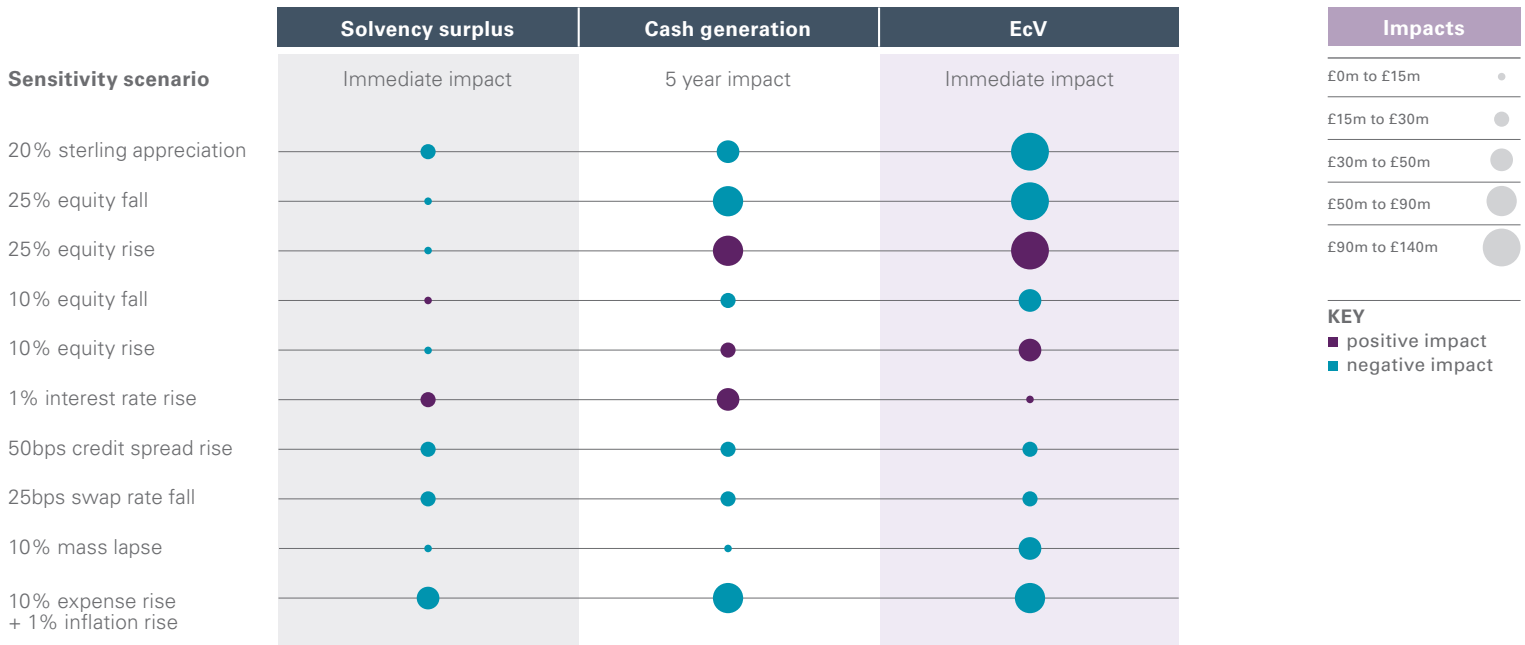 Solvency surplus Cash generation EcV
Sensitivity scenario Immediate impact 5 year impact Immediate impact
20% sterling appreciation
25% equity fall
25% equity rise
10% equity fall
10% equity rise
1% interest rate rise
50bps credit spread rise
25bps swap rate fall
10% mass lapse
10% expense rise
+ 1% inflation rise
Impacts
£0m to £15m
£15m to £30m
£30m to £50m
£50m to £90m
£90m to £140m
KEY
positive impact
negative impact